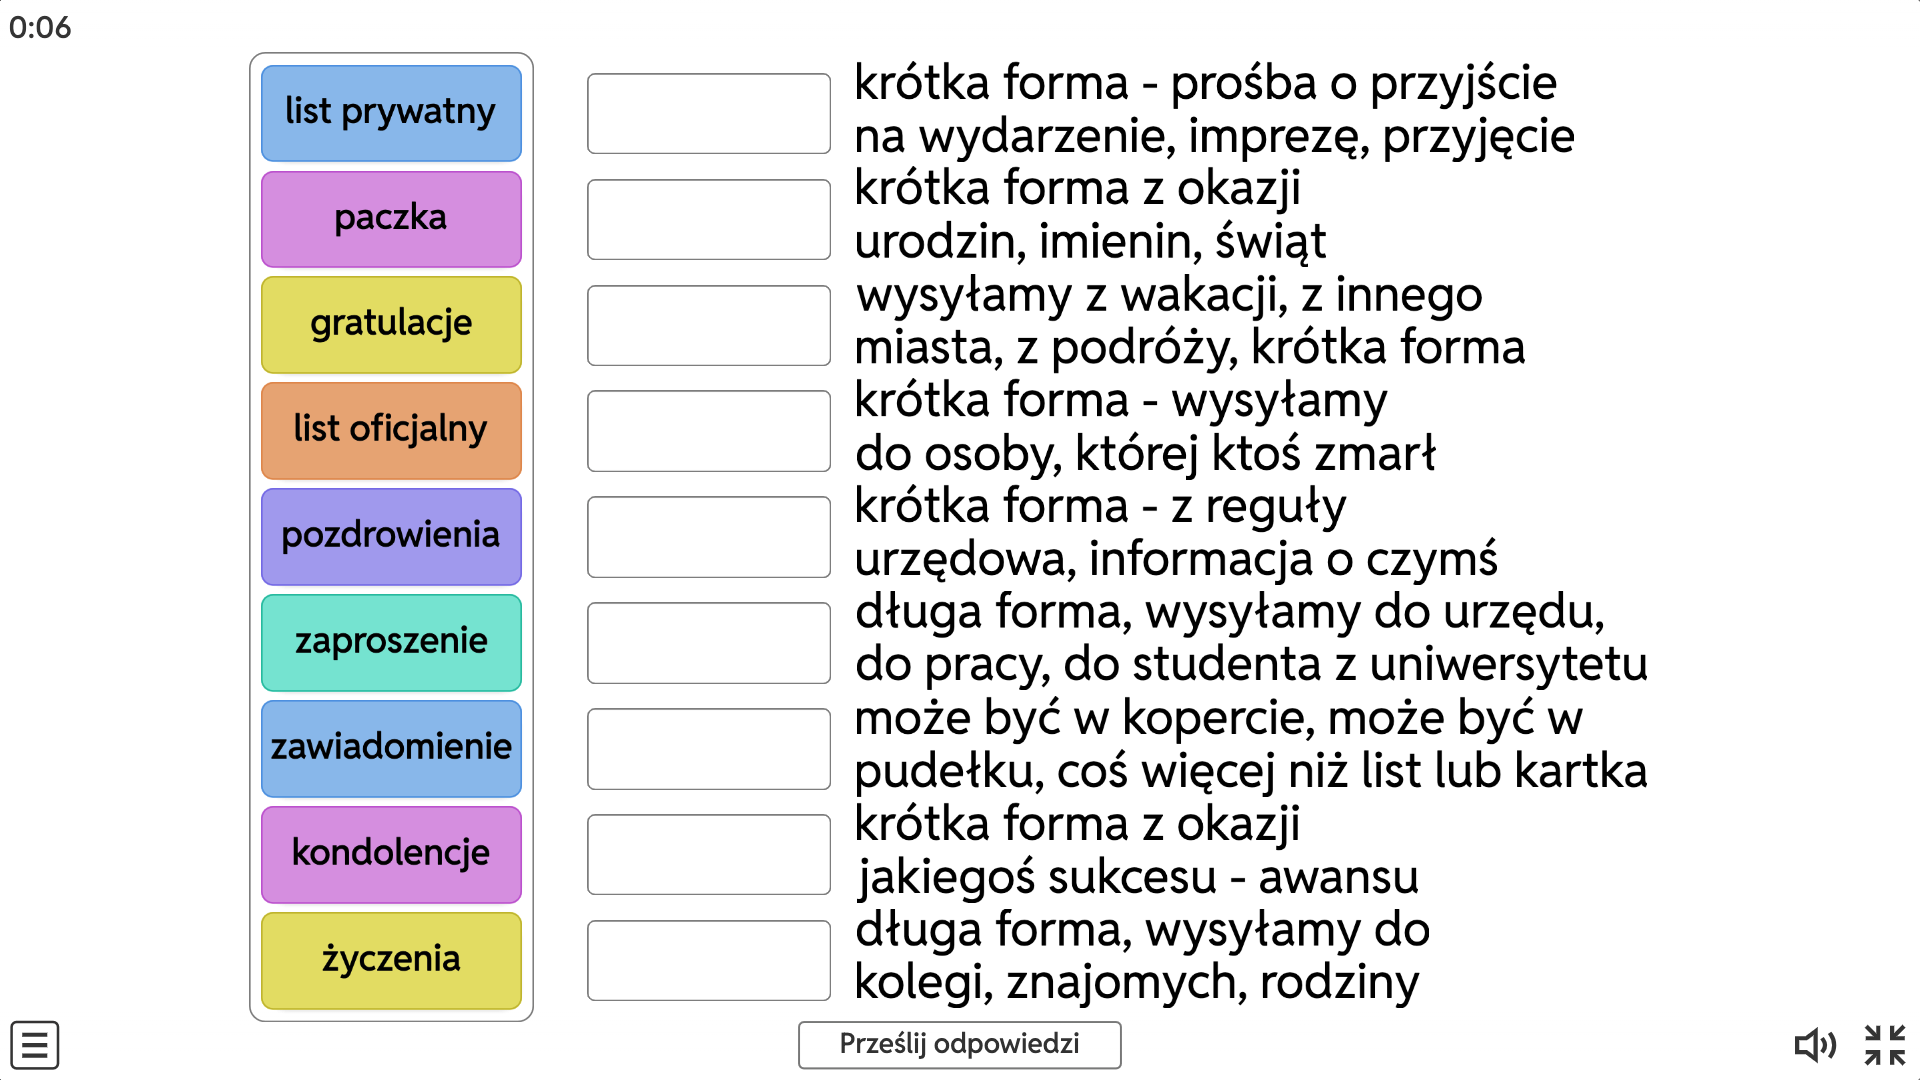 0:06
list prywatny
paczka
gratulacje
list oficjalny
pozdrowienia
zaproszenie
zawiadomienie
kondolencje
życzenia
krótka forma - prośba o przyjście
na wydarzenie, imprezę, przyjęcie
krótka forma z okazji
urodzin, imienin, świąt
wysyłamy z wakacji, z innego
miasta, z podróży, krótka forma
krótka forma - wysyłamy
do osoby, której ktoś zmarł
krótka forma - z reguły
urzędowa, informacja o czymś
długa forma, wysyłamy do urzędu,
do pracy, do studenta z uniwersytetu
może być w kopercie, może być w
pudełku, coś więcej niż list lub kartka
krótka forma z okazji
jakiegoś sukcesu - awansu
długa forma, wysyłamy do
kolegi, znajomych, rodziny
Prześlij odpowiedzi